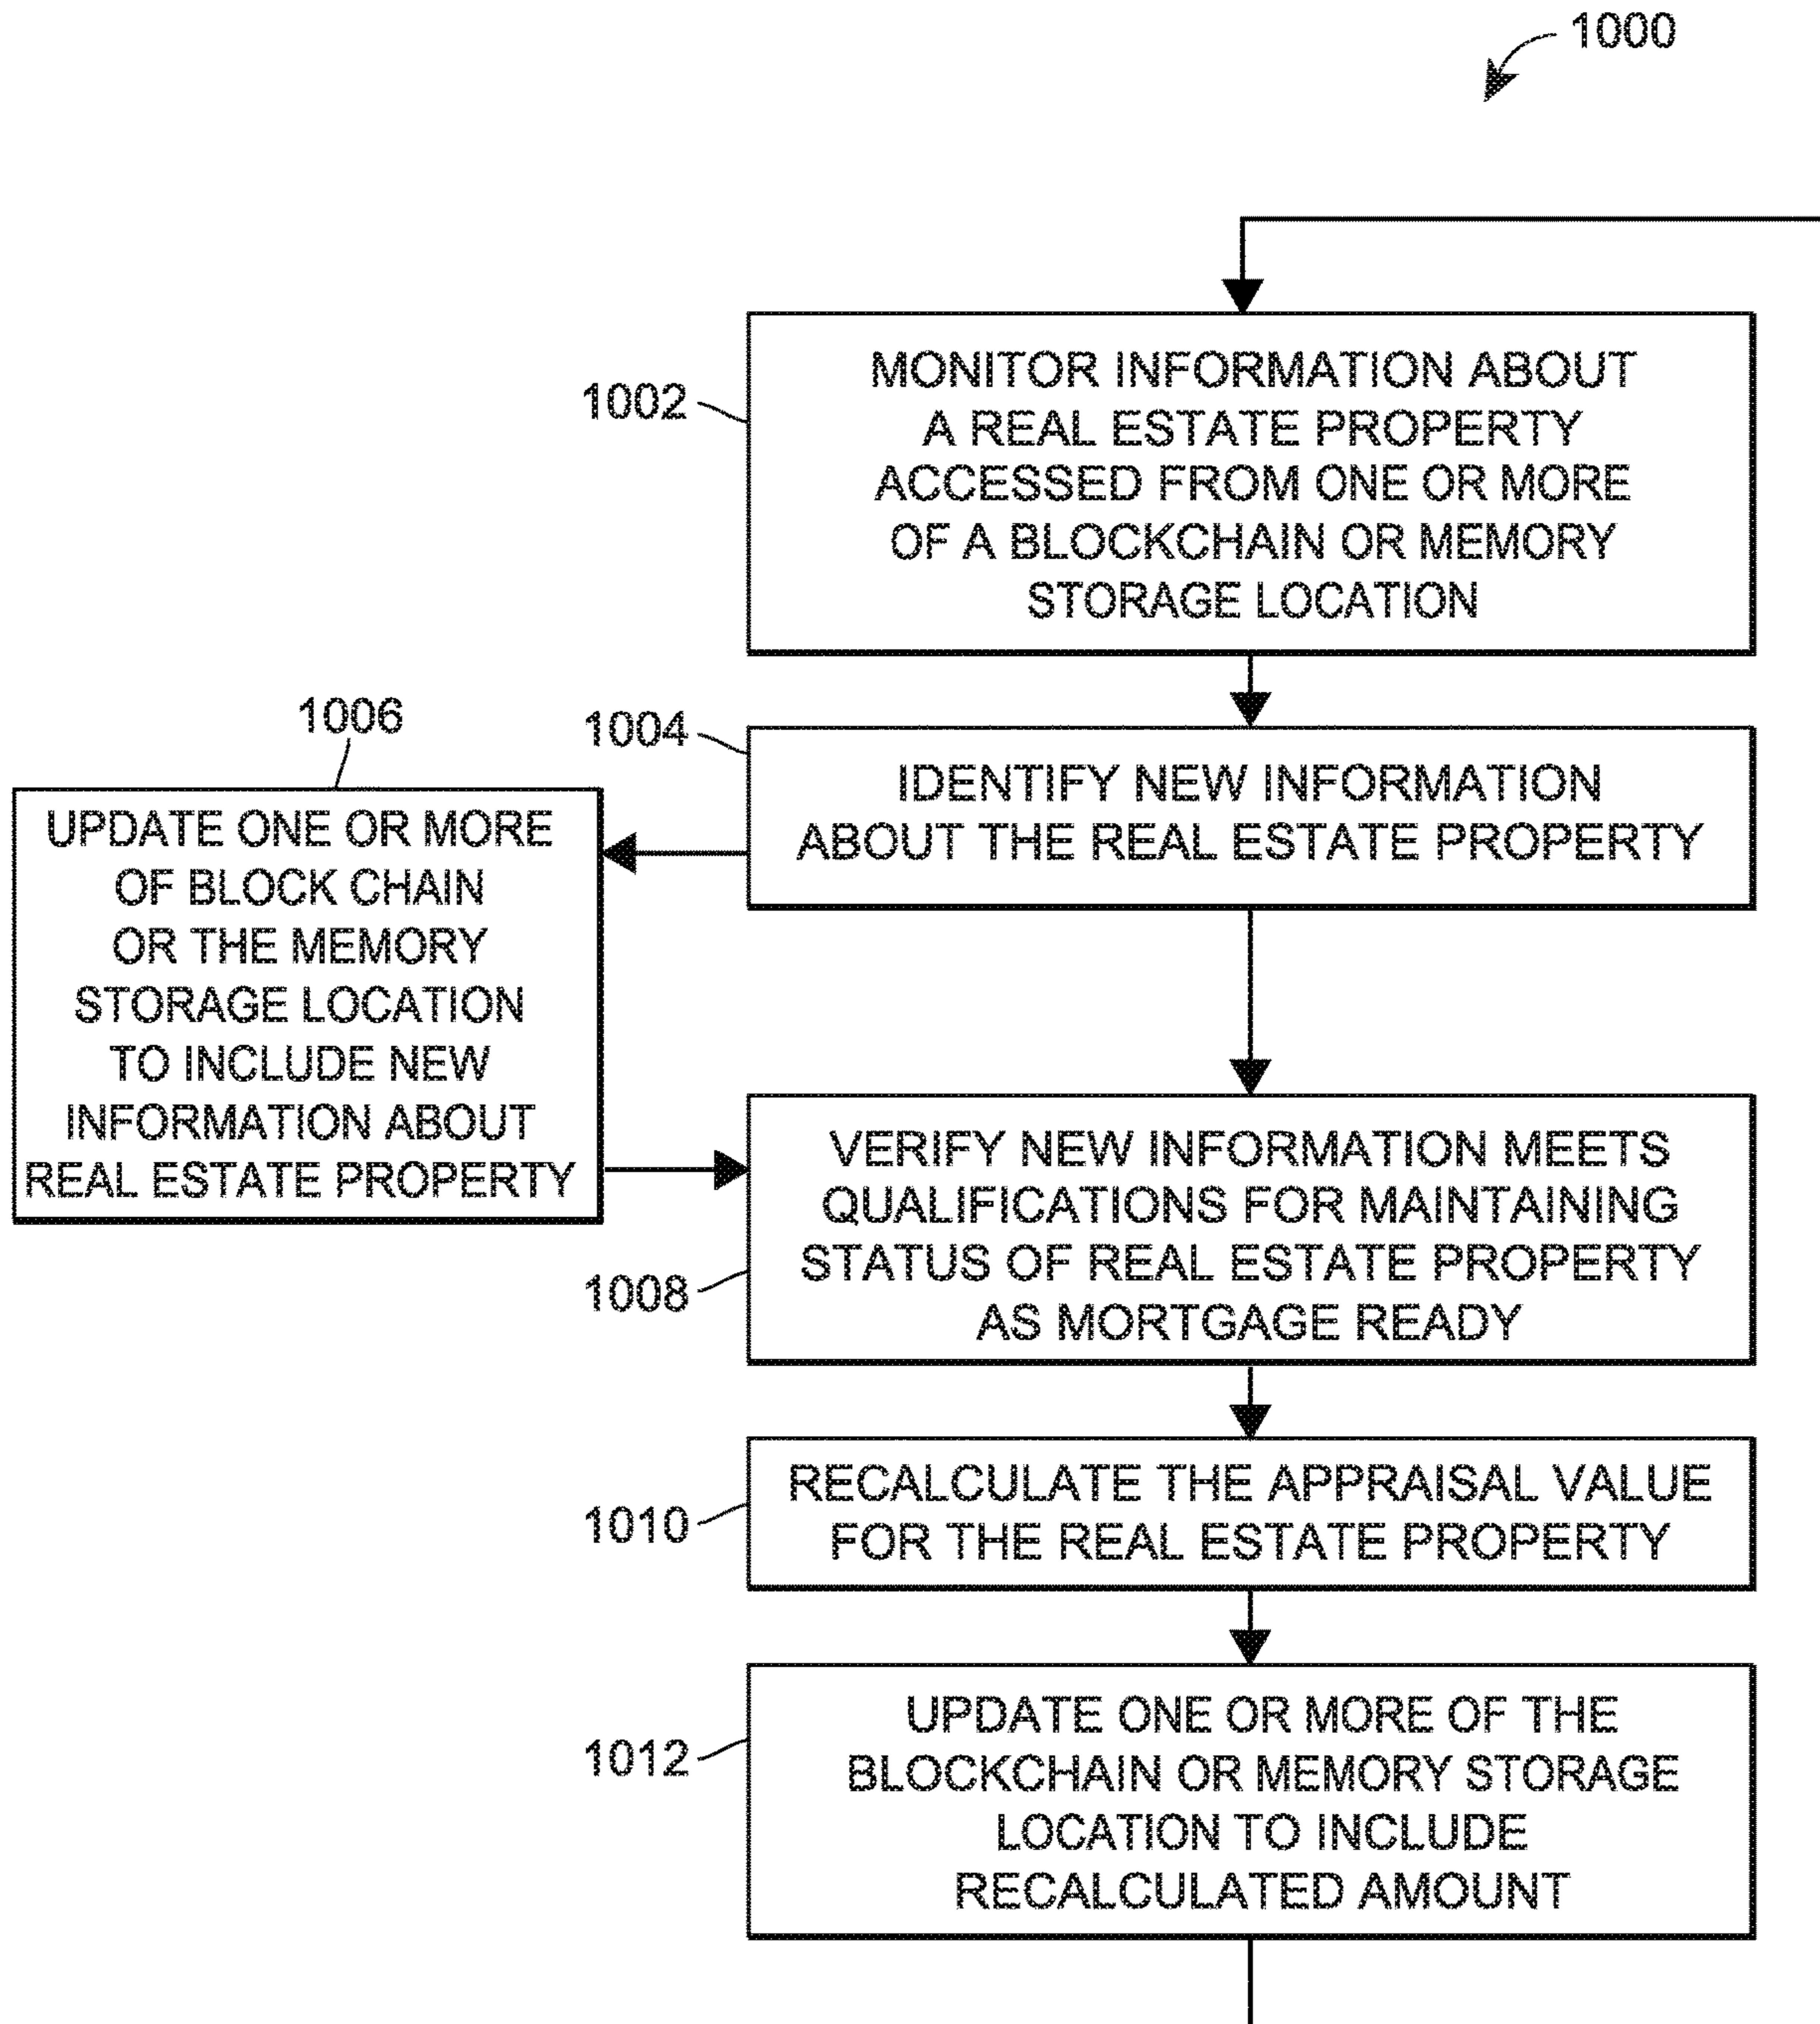 1000
1002
MONITOR INFORMATION ABOUT
A REAL ESTATE PROPERTY
ACCESSED FROM ONE OR MORE
OF A BLOCKCHAIN OR MEMORY
STORAGE LOCATION
1004
IDENTIFY NEW INFORMATION
ABOUT THE REAL ESTATE PROPERTY
1006
UPDATE ONE OR MORE
OF BLOCK CHAIN
OR THE MEMORY
STORAGE LOCATION
TO INCLUDE NEW
INFORMATION ABOUT
REAL ESTATE PROPERTY
1008
VERIFY NEW INFORMATION MEETS
QUALIFICATIONS FOR MAINTAINING
STATUS OF REAL ESTATE PROPERTY
AS MORTGAGE READY
1010
RECALCULATE THE APPRAISAL VALUE
FOR THE REAL ESTATE PROPERTY
1012
UPDATE ONE OR MORE OF THE
BLOCKCHAIN OR MEMORY STORAGE
LOCATION TO INCLUDE
RECALCULATED AMOUNT